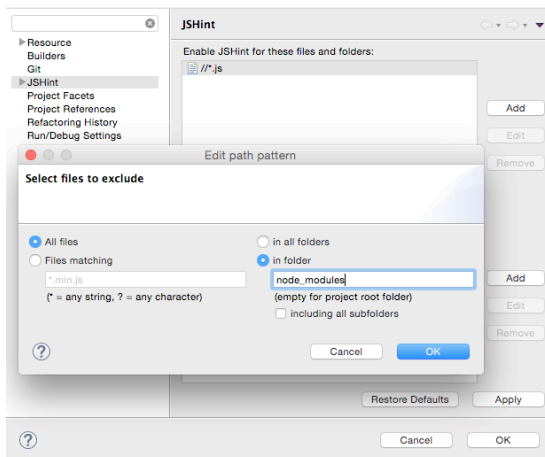 JSHint
Resource
Builders
Git
JSHint
Project Facets
Project References
Refactoring History
Run/Debug Settings
Enable JSHint for these files and folders:
//*.js
Add
Edit
Remove
Edit path pattern
Select files to exclude
All files
Files matching
*.min.js
(* = any string, ? = any character)
in all folders
in folder
node_modules
(empty for project root folder)
including all subfolders
?
Cancel
OK
Add
Edit
Remove
Restore Defaults
Apply
?
Cancel
OK